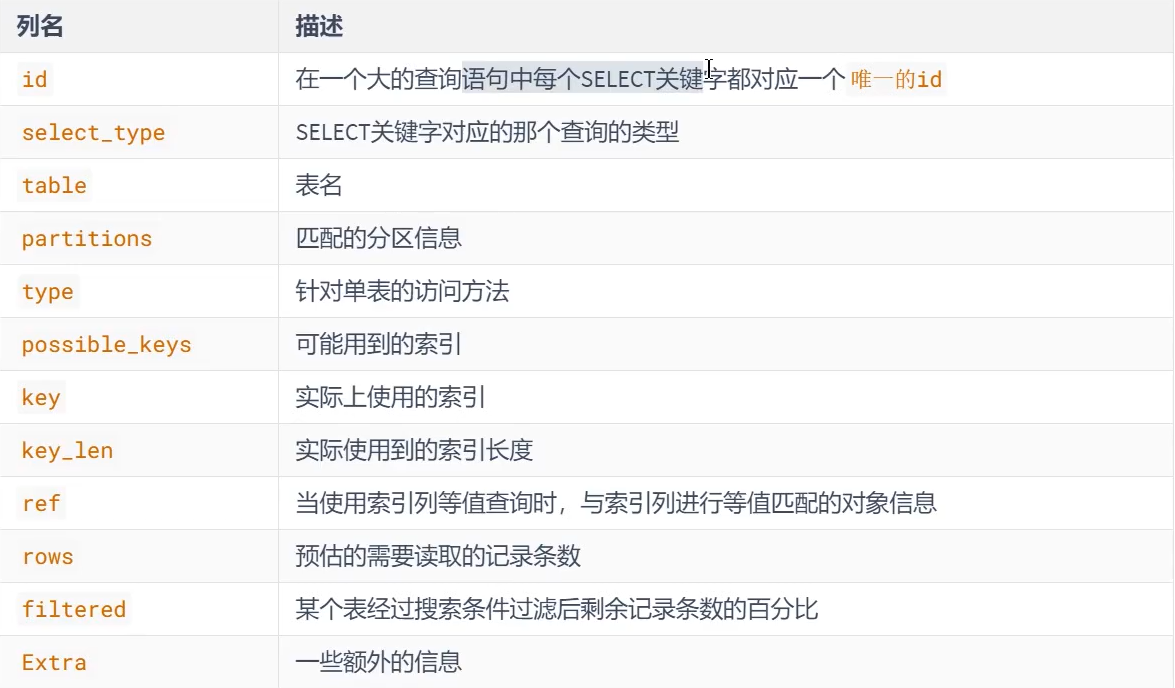 列名 描述
id 在一个大的查询语句中每个SELECT关键字都对应一个 唯一的id
select_type SELECT关键字对应的那个查询的类型
table 表名
partitions 匹配的分区信息
type 针对单表的访问方法
possible_keys 可能用到的索引
key 实际上使用的索引
key_len 实际使用到的索引长度
ref 当使用索引列等值查询时，与索引列进行等值匹配的对象信息
rows 预估的需要读取的记录条数
filtered 某个表经过搜索条件过滤后剩余记录条数的百分比
Extra 一些额外的信息